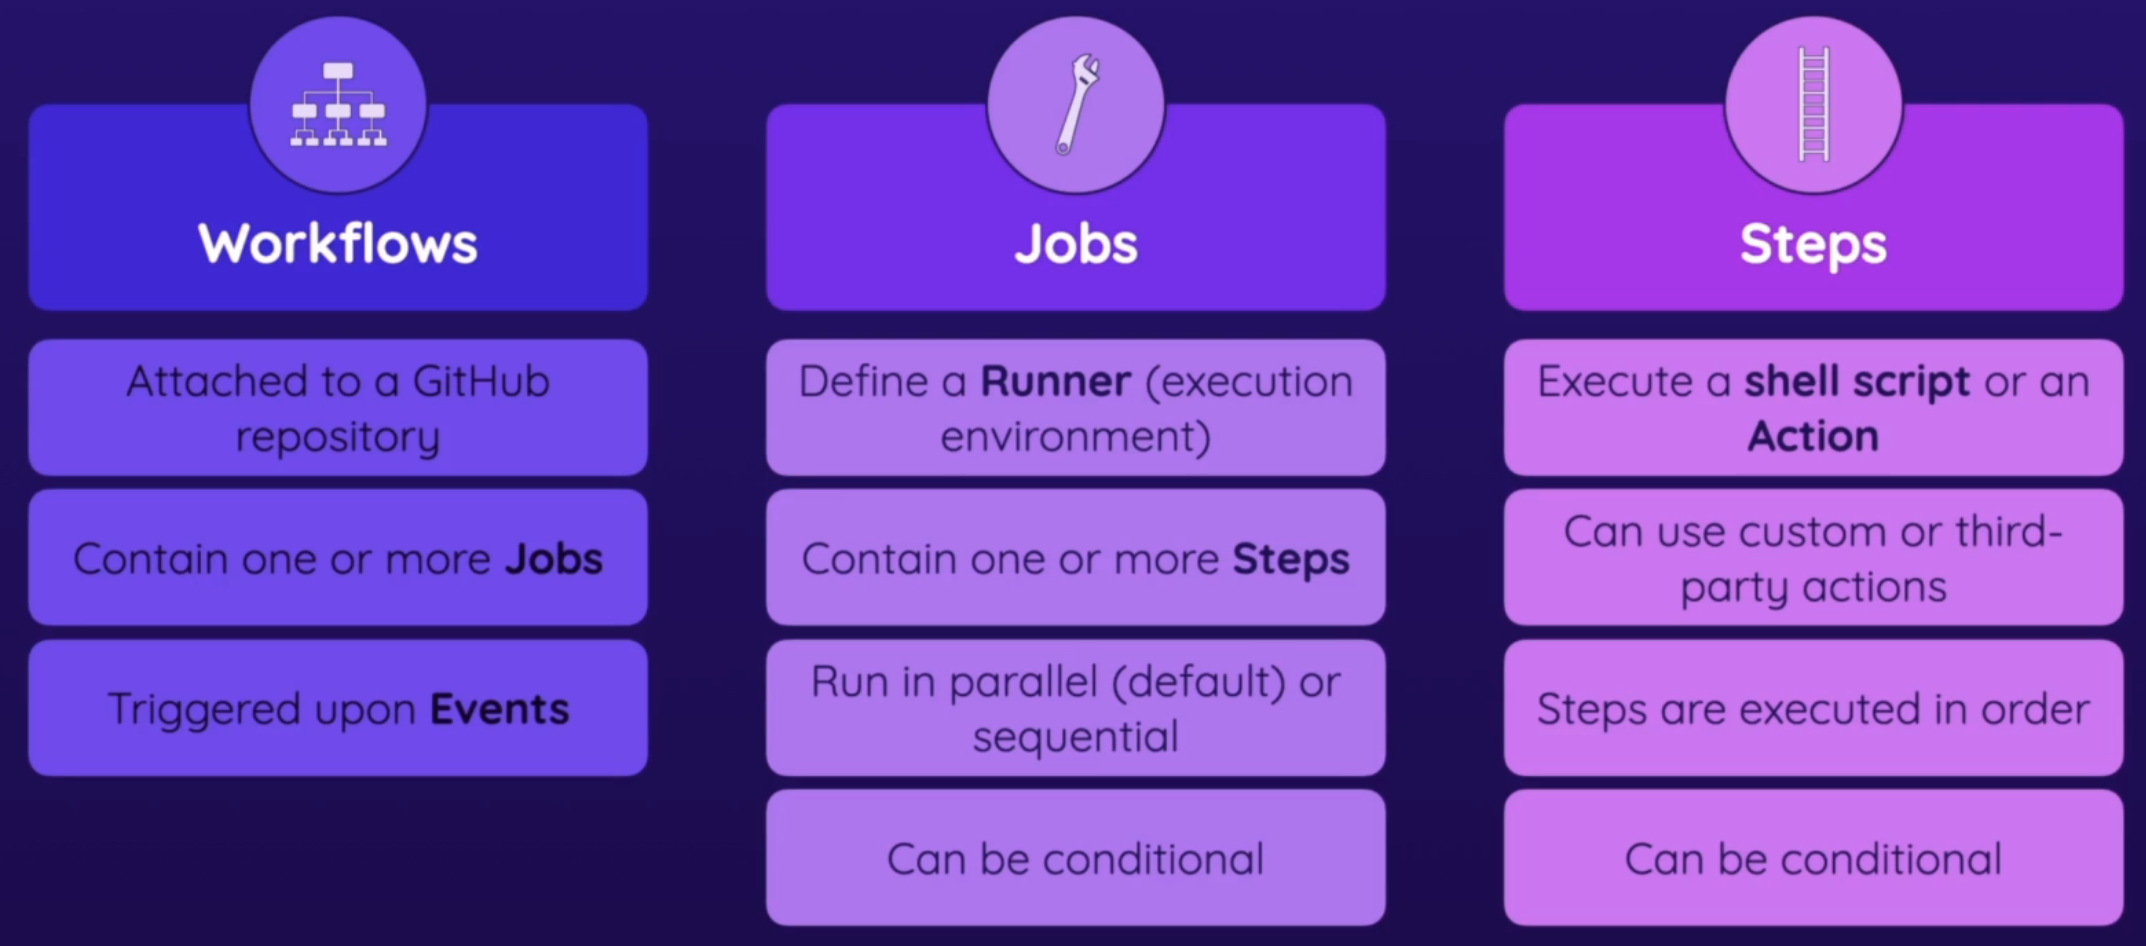 Workflows
Attached to a GitHub
repository
Contain one or more Jobs
Triggered upon Events
Jobs
Define a Runner (execution
environment)
Contain one or more Steps
Run in parallel (default) or
sequential
Can be conditional
Steps
Execute a shell script or an
Action
Can use custom or third-
party actions
Steps are executed in order
Can be conditional